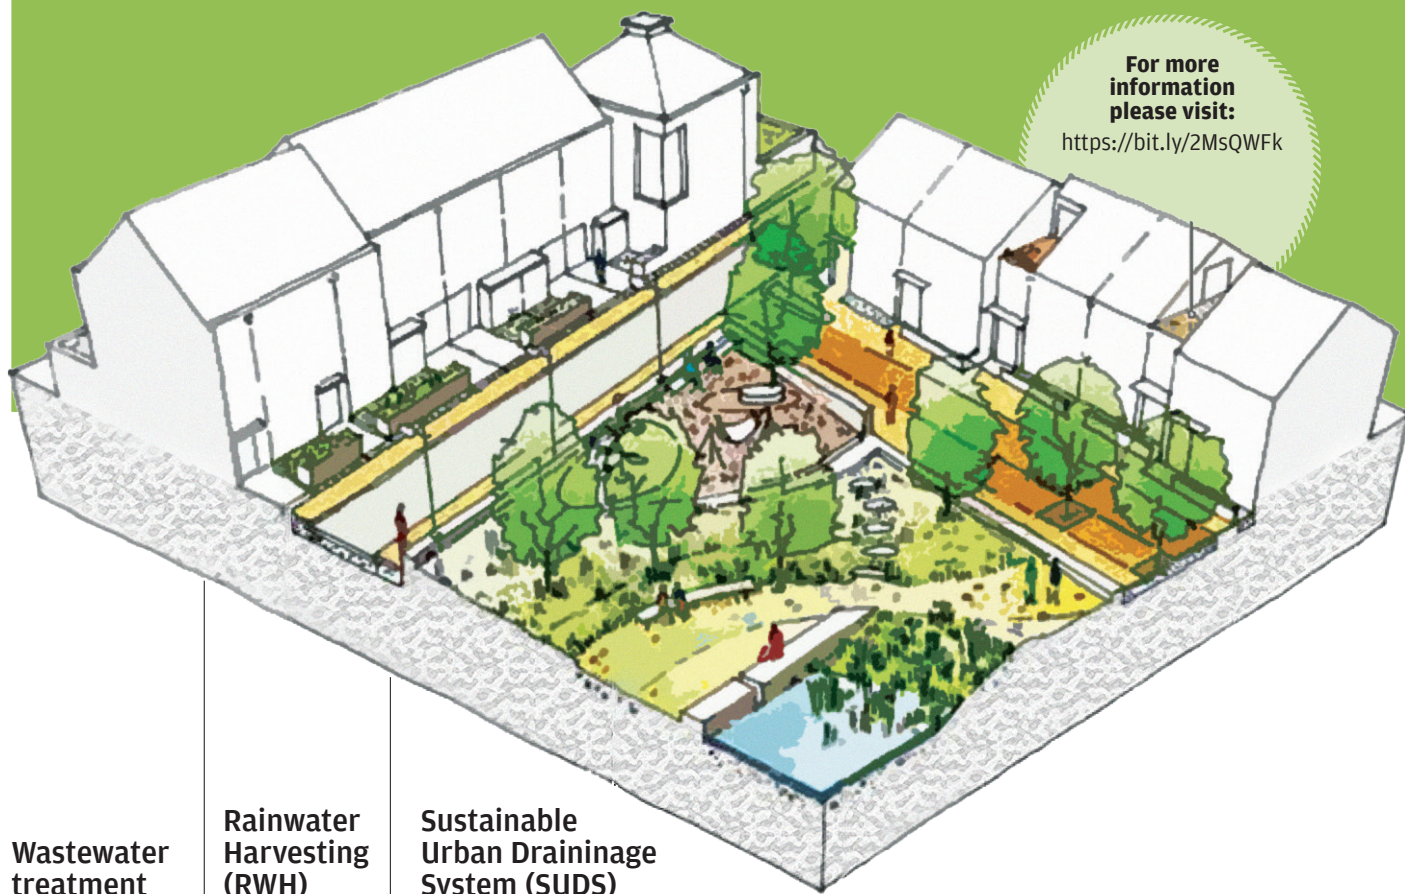 For more
information
please visit:
https://bit.ly/2MsQWFk
Wastewater
treatment
Rainwater
Harvesting
(RWH)
Sustainable
Urban Draininage
System (SUDS)